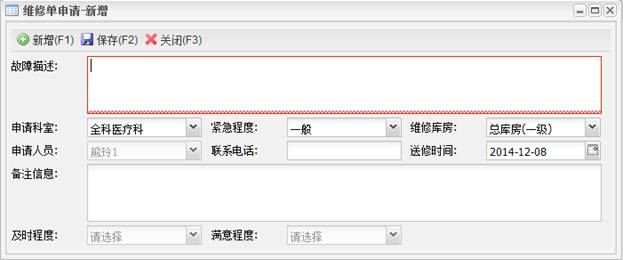 维修单申请-新增
新增(F1) 保存(F2) 关闭(F3)
故障描述:
申请科室: 全科医疗科 紧急程度: 一般 维修库房: 总库房(一级)
申请人员: 熊玲1 联系电话: 送修时间: 2014-12-08
备注信息:
及时程度: 请选择 满意程度: 请选择